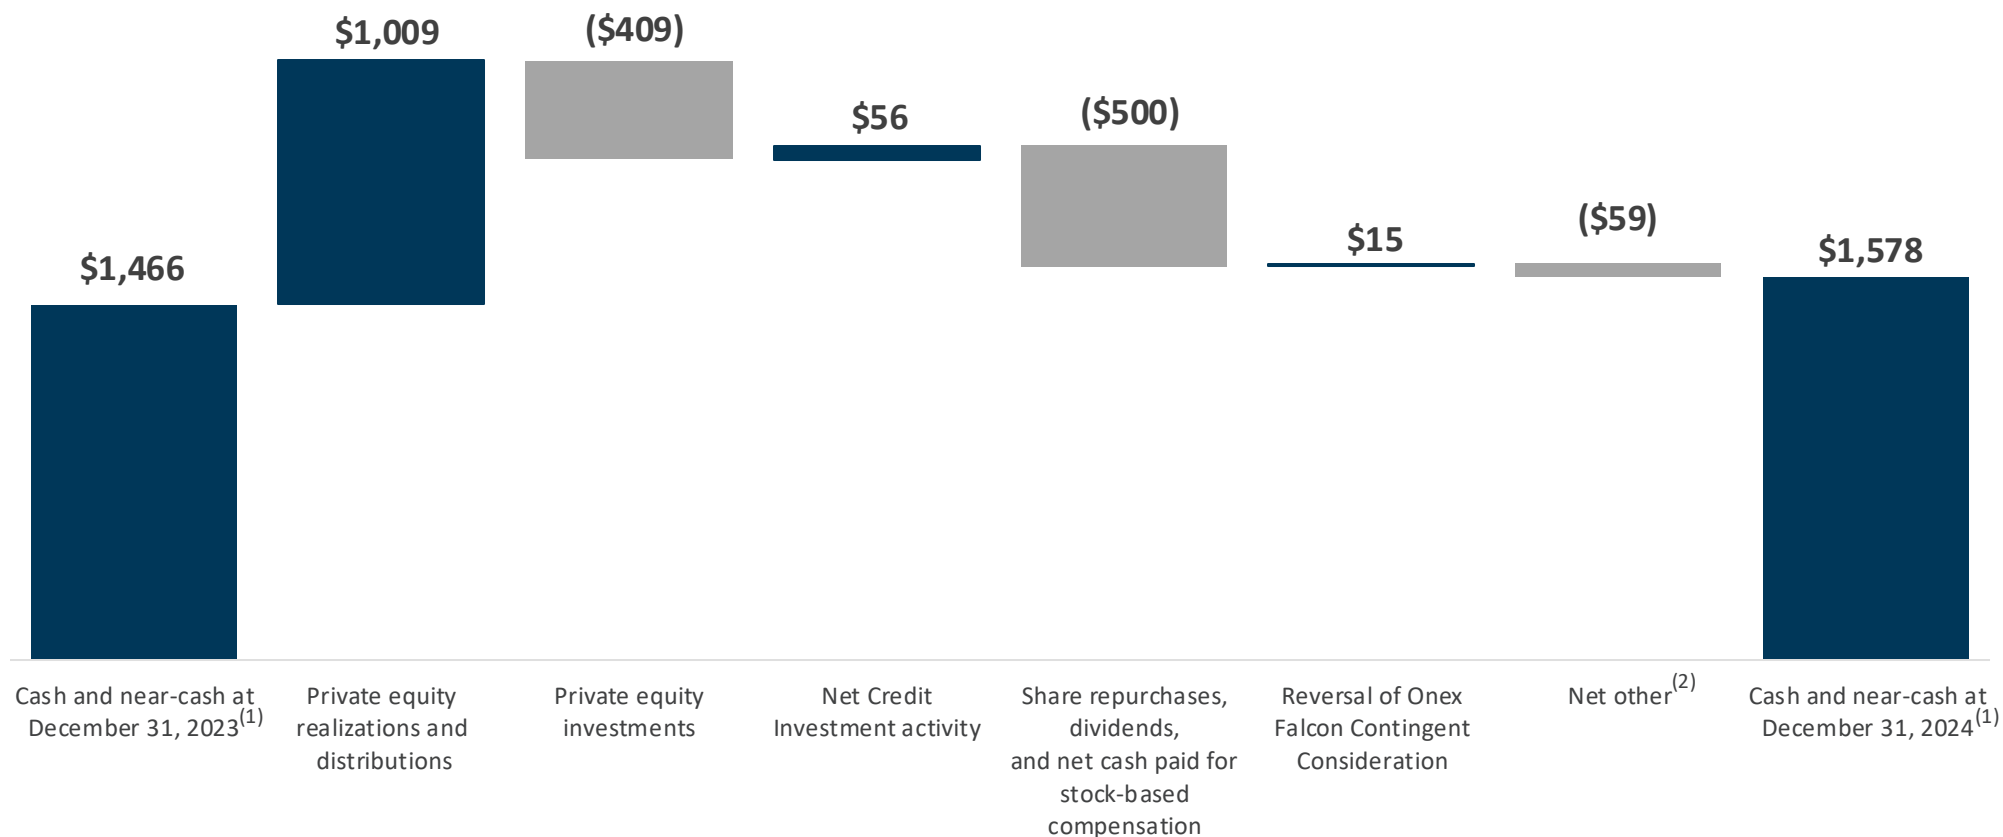 $1,009
($409)
$56
($500)
$1,466
$15
($59)
$1,578
Cash and near-cash at
December 31, 2023(1)
Private equity
realizations and
distributions
Private equity
investments
Net Credit
Investment activity
Share repurchases,
dividends,
and net cash paid for
stock-based
compensation
Reversal of Onex
Falcon Contingent
Consideration
Net other(2)
Cash and near-cash at
December 31, 2024(1)